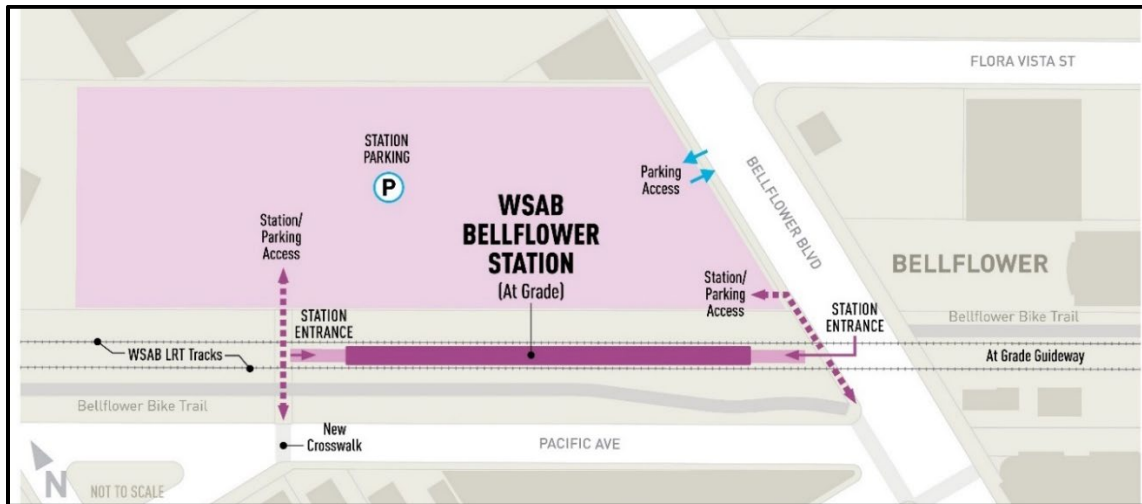 FLORA VISTA ST
STATION
PARKING
P
Parking
Access
BELLFLOWER BLVD
Station/
Parking
Access
WSAB
BELLFLOWER
STATION
(At Grade)
BELLFLOWER
Station/
Parking
Access
STATION
ENTRANCE
STATION
ENTRANCE
Bellflower Bike Trail
WSAB LRT Tracks
At Grade Guideway
Bellflower Bike Trail
New
Crosswalk
PACIFIC AVE
N
NOT TO SCALE